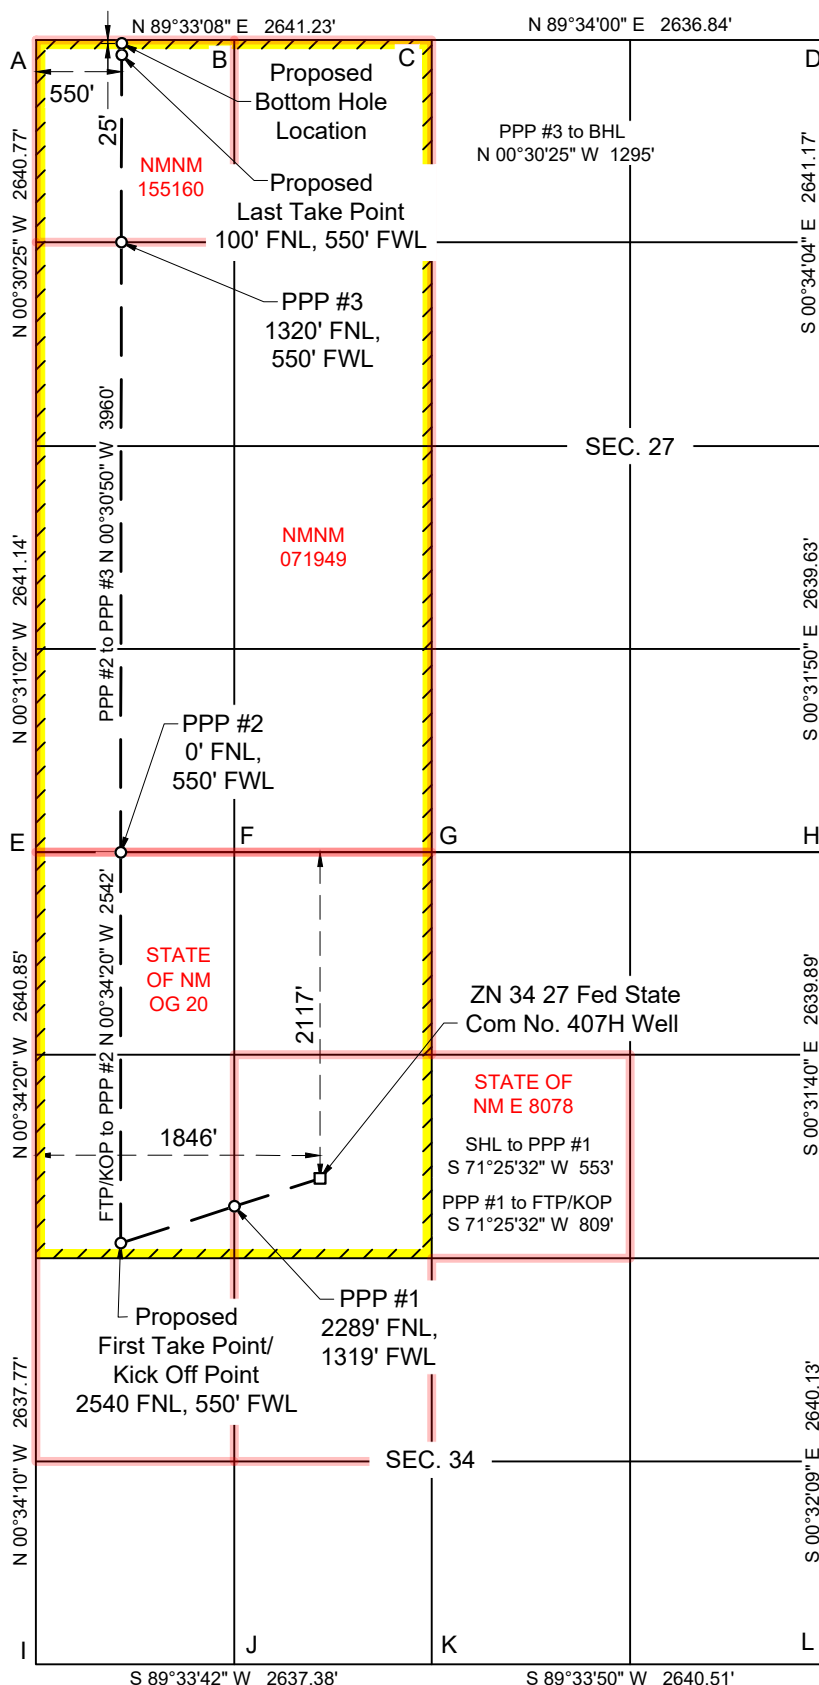 N 89°33'08" E 2641.23'
N 89°34'00" E 2636.84'
A
B
C
D
550'
25'
Proposed
Bottom Hole
Location
PPP #3 to BHL
N 00°30'25" W 1295'
NMNM
155160
Proposed
Last Take Point
100' FNL, 550' FWL
N 00°30'25" W 2640.77'
S 00°34'04" E 2641.17'
PPP #3
1320' FNL,
550' FWL
SEC. 27
PPP #2 to PPP #3 N 00°30'50" W 3960'
NMNM
071949
N 00°31'02" W 2641.14'
S 00°31'50" E 2639.63'
PPP #2
0' FNL,
550' FWL
E
F
G
H
FTP/KOP to PPP #2 N 00°34'20" W 2542'
STATE
OF NM
OG 20
2117'
ZN 34 27 Fed State
Com No. 407H Well
N 00°34'20" W 2640.85'
S 00°31'40" E 2639.89'
STATE OF
NM E 8078
1846'
SHL to PPP #1
S 71°25'32" W 553'
PPP #1 to FTP/KOP
S 71°25'32" W 809'
PPP #1
2289' FNL,
1319' FWL
Proposed
First Take Point/
Kick Off Point
2540 FNL, 550' FWL
SEC. 34
N 00°34'10" W 2637.77'
S 00°32'09" E 2640.13'
I
J
K
L
S 89°33'42" W 2637.38'
S 89°33'50" W 2640.51'